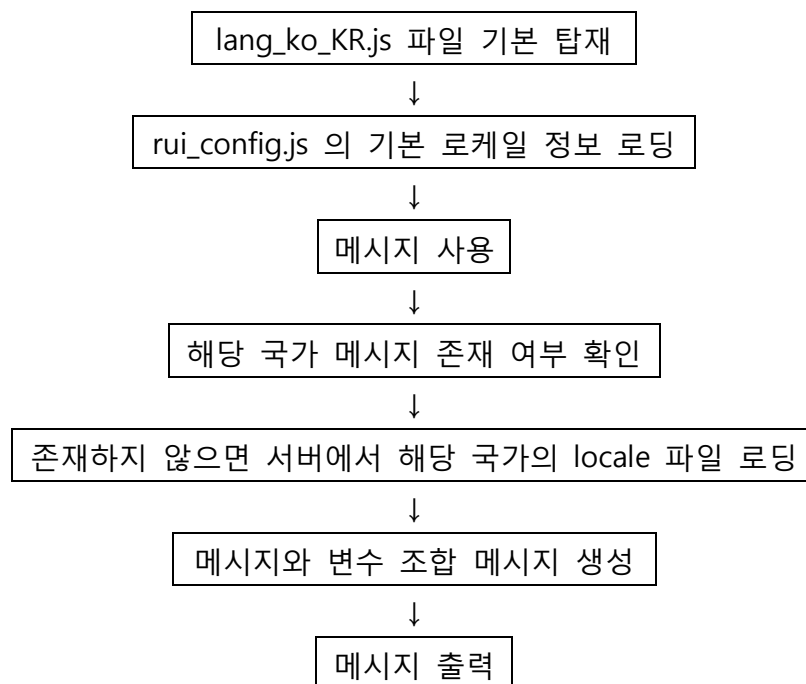 lang_ko_KR.js 파일 기본 탑재
↓
rui_config.js 의 기본 로케일 정보 로딩
↓
메시지 사용
↓
해당 국가 메시지 존재 여부 확인
↓
존재하지 않으면 서버에서 해당 국가의 locale 파일 로딩
↓
메시지와 변수 조합 메시지 생성
↓
메시지 출력